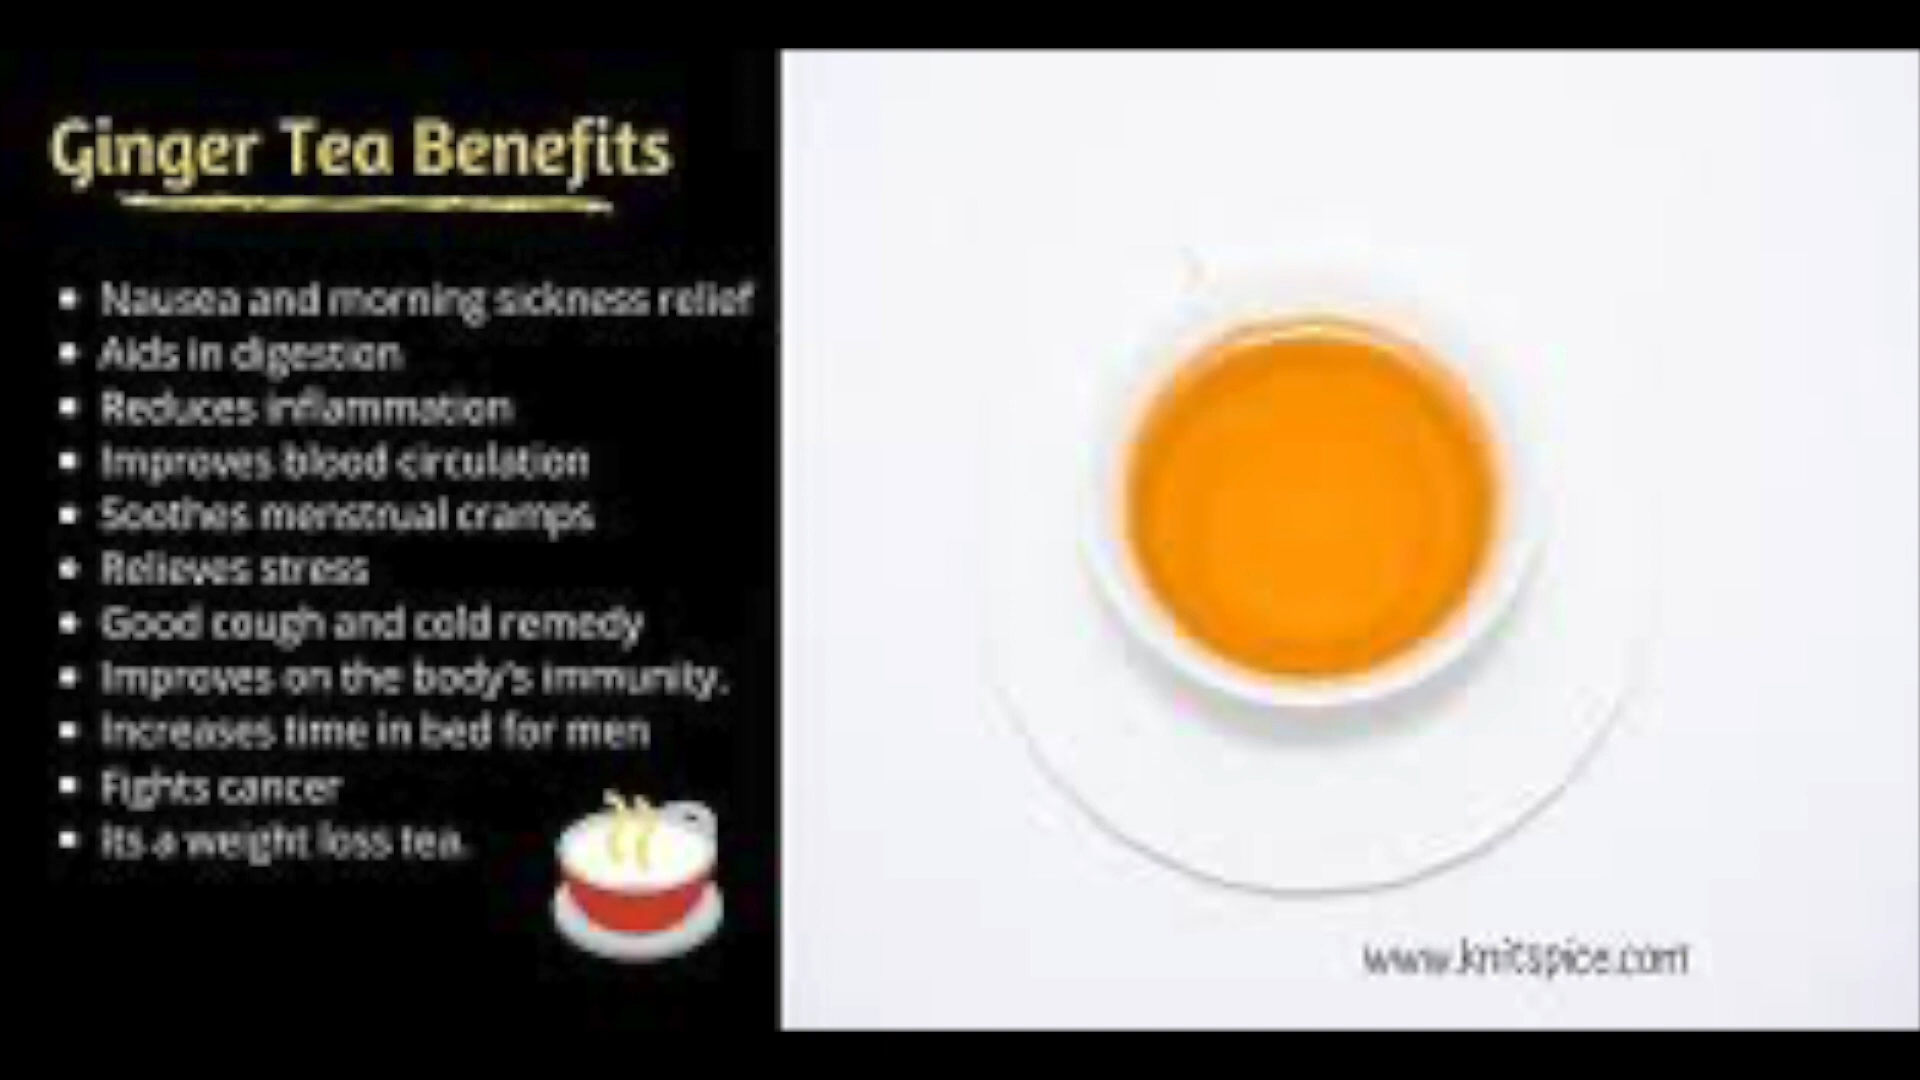 Ginger Tea Benefits
• Nausea and morning sickness relief
• Aids in digestion
• Reduces inflammation
• Improves blood circulation
• Soothes menstrual cramps
• Relieves stress
• Good cough and cold remedy
• Improves on the body's immunity.
• Increases time in bed for men
• Fights cancer
• Its a weight loss tea.
www.knitspice.com